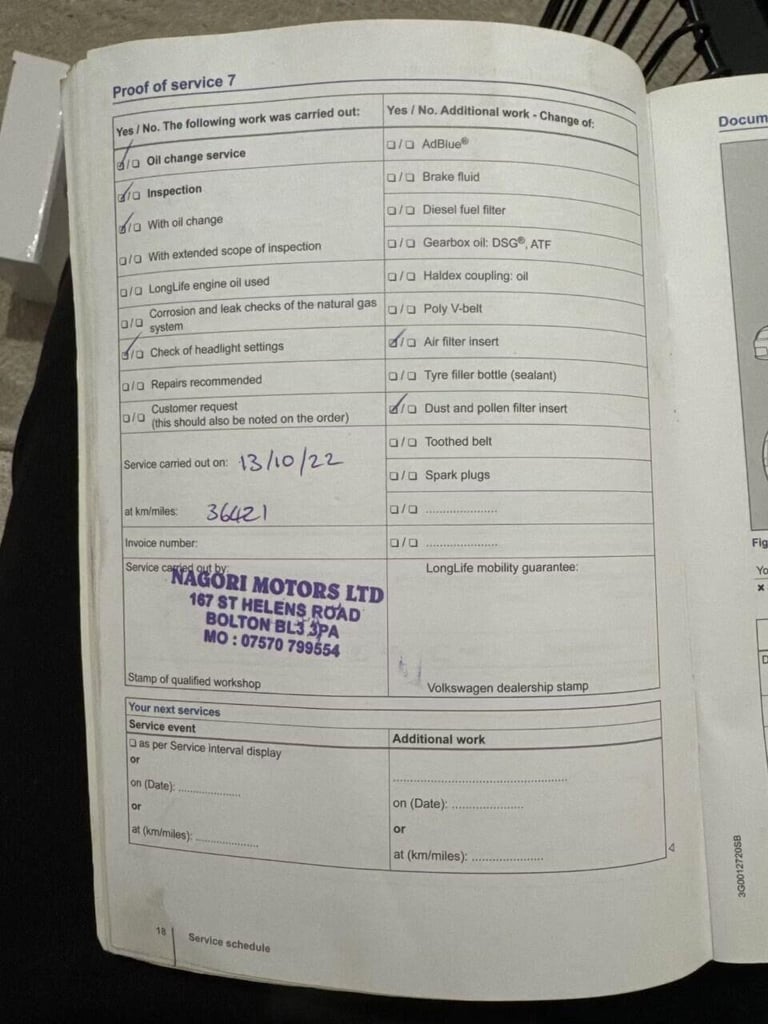 Proof of service 7
Yes / No. The following work was carried out:
☑/☐ Oil change service
☑/☐ Inspection
☑/☐ With oil change
☐/☐ With extended scope of inspection
☐/☐ LongLife engine oil used
☐/☐ Corrosion and leak checks of the natural gas
system
☑/☐ Check of headlight settings
☐/☐ Repairs recommended
☐/☐ Customer request
(this should also be noted on the order)
Service carried out on: 13/10/22
at km/miles: 36421
Invoice number:
Service carried out by:
NAGORI MOTORS LTD
167 ST HELENS ROAD
BOLTON BL3 3PA
MO : 07570 799554
Stamp of qualified workshop
Yes / No. Additional work - Change of:
☐/☐ AdBlue®
☐/☐ Brake fluid
☐/☐ Diesel fuel filter
☐/☐ Gearbox oil: DSG®, ATF
☐/☐ Haldex coupling: oil
☐/☐ Poly V-belt
☑/☐ Air filter insert
☐/☐ Tyre filler bottle (sealant)
☑/☐ Dust and pollen filter insert
☐/☐ Toothed belt
☐/☐ Spark plugs
☐/☐ .....................
☐/☐ .....................
LongLife mobility guarantee:
Volkswagen dealership stamp
Your next services
Service event
☐ as per Service interval display
or
on (Date): ..................
or
at (km/miles): ..................
Additional work
..................................................
on (Date): .....................
or
at (km/miles): .....................
18
Service schedule
Docum
Fig
Yo
3G0012720SB